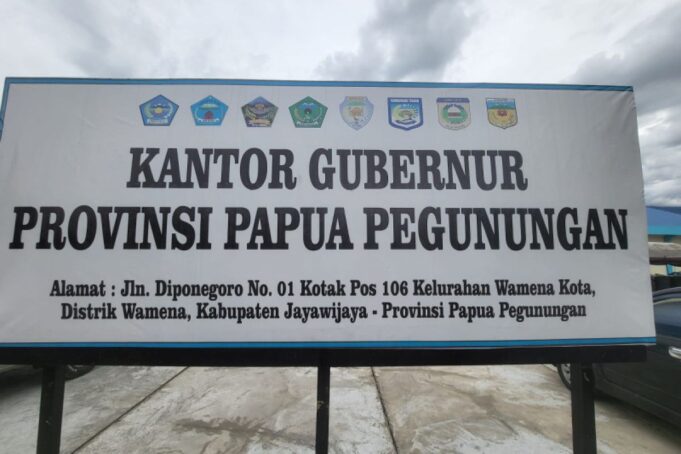 KANTOR GUBERNUR
PROVINSI PAPUA PEGUNUNGAN
Alamat : Jln. Diponegoro No. 01 Kotak Pos 106 Kelurahan Wamena Kota,
Distrik Wamena, Kabupaten Jayawijaya - Provinsi Papua Pegunungan